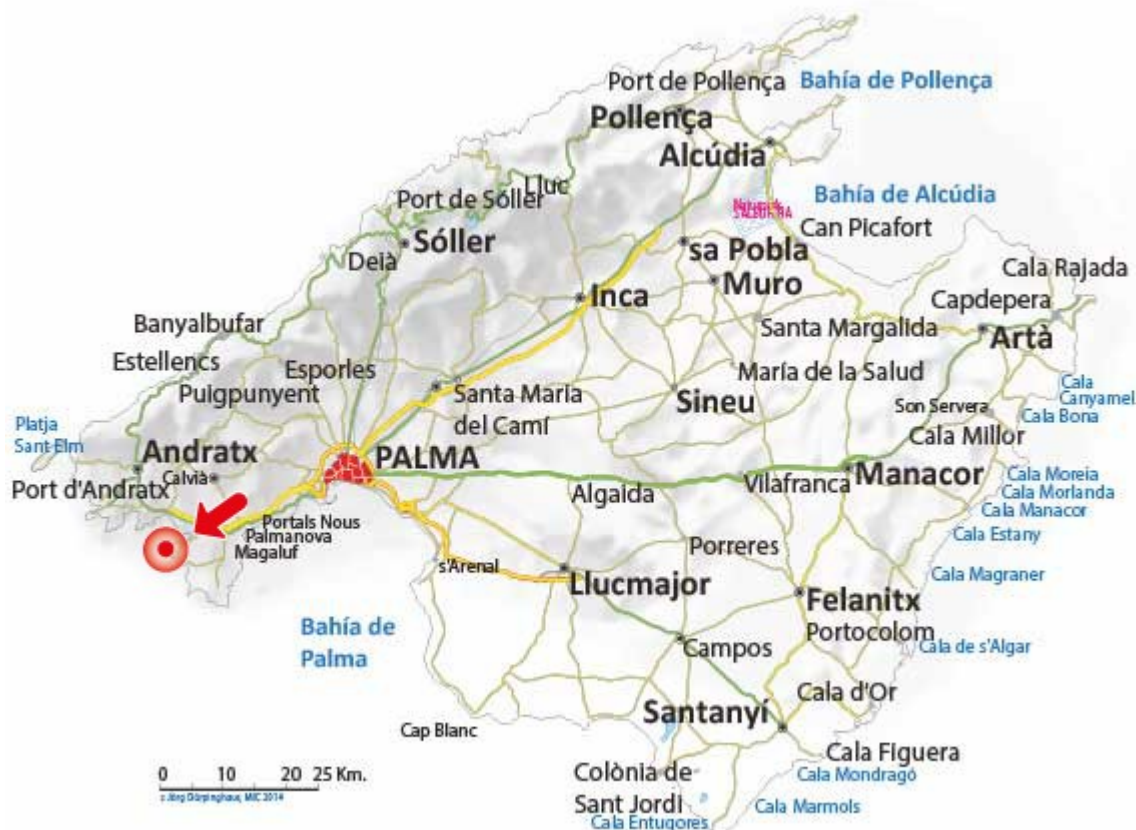 Port de Pollença
Bahía de Pollença
Pollença
Alcúdia
Lluc
Port de Sóller
Bahía de Alcúdia
Can Picafort
Sóller
sa Pobla
Deià
Muro
Cala Rajada
Inca
Capdepera
Banyalbufar
Santa Margalida
Artà
Estellencs
Esporles
María de la Salud
Puigpunyent
Santa Maria
del Camí
Sineu
Cala
Canyamel
Son Servera
Cala Bona
Platja
Sant Elm
Cala Millor
Andratx
PALMA
Calvià
Manacor
Cala Moreia
Port d'Andratx
Algaida
Vilafranca
Cala Morlanda
Cala Manacor
Portals Nous
Palmanova
Magaluf
Porreres
Cala Estany
s'Arenal
Llucmajor
Cala Magraner
Felanitx
Bahía de
Palma
Portocolom
Campos
Cala de s'Algar
Cala d'Or
Santanyí
Cap Blanc
Cala Figuera
Colònia de
Sant Jordi
Cala Mondragó
Cala Marmols
Cala Entugores
0 10 20 25 Km.
c Jörg Dörpinghaus, MIC 2014